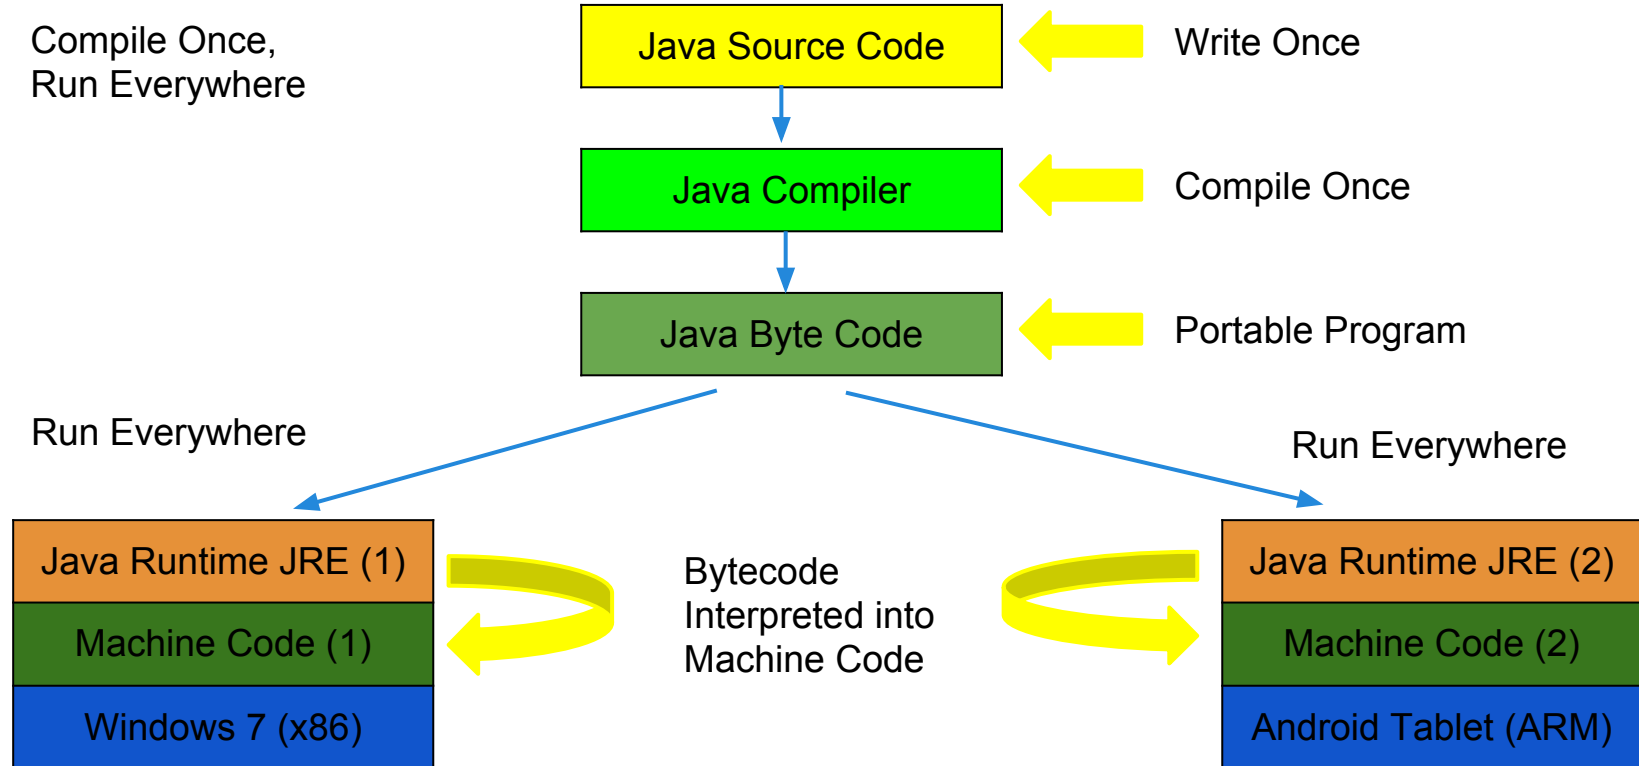 Compile Once,
Run Everywhere
Java Source Code
Write Once
Java Compiler
Compile Once
Java Byte Code
Portable Program
Run Everywhere
Run Everywhere
Java Runtime JRE (1)
Machine Code (1)
Windows 7 (x86)
Bytecode
Interpreted into
Machine Code
Java Runtime JRE (2)
Machine Code (2)
Android Tablet (ARM)